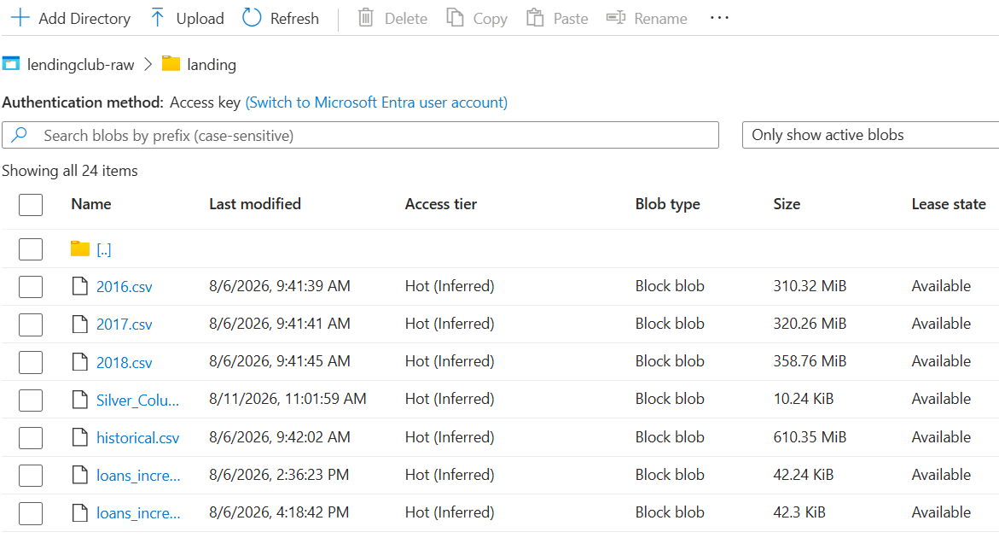 Add Directory Upload Refresh Delete Copy Paste Rename ...
lendingclub-raw > landing
Authentication method: Access key (Switch to Microsoft Entra user account)
Search blobs by prefix (case-sensitive) Only show active blobs
Showing all 24 items
Name Last modified Access tier Blob type Size Lease state
[..]
2016.csv 8/6/2026, 9:41:39 AM Hot (Inferred) Block blob 310.32 MiB Available
2017.csv 8/6/2026, 9:41:41 AM Hot (Inferred) Block blob 320.26 MiB Available
2018.csv 8/6/2026, 9:41:45 AM Hot (Inferred) Block blob 358.76 MiB Available
Silver_Colu... 8/11/2026, 11:01:59 AM Hot (Inferred) Block blob 10.24 KiB Available
historical.csv 8/6/2026, 9:42:02 AM Hot (Inferred) Block blob 610.35 MiB Available
loans_incre... 8/6/2026, 2:36:23 PM Hot (Inferred) Block blob 42.24 KiB Available
loans_incre... 8/6/2026, 4:18:42 PM Hot (Inferred) Block blob 42.3 KiB Available